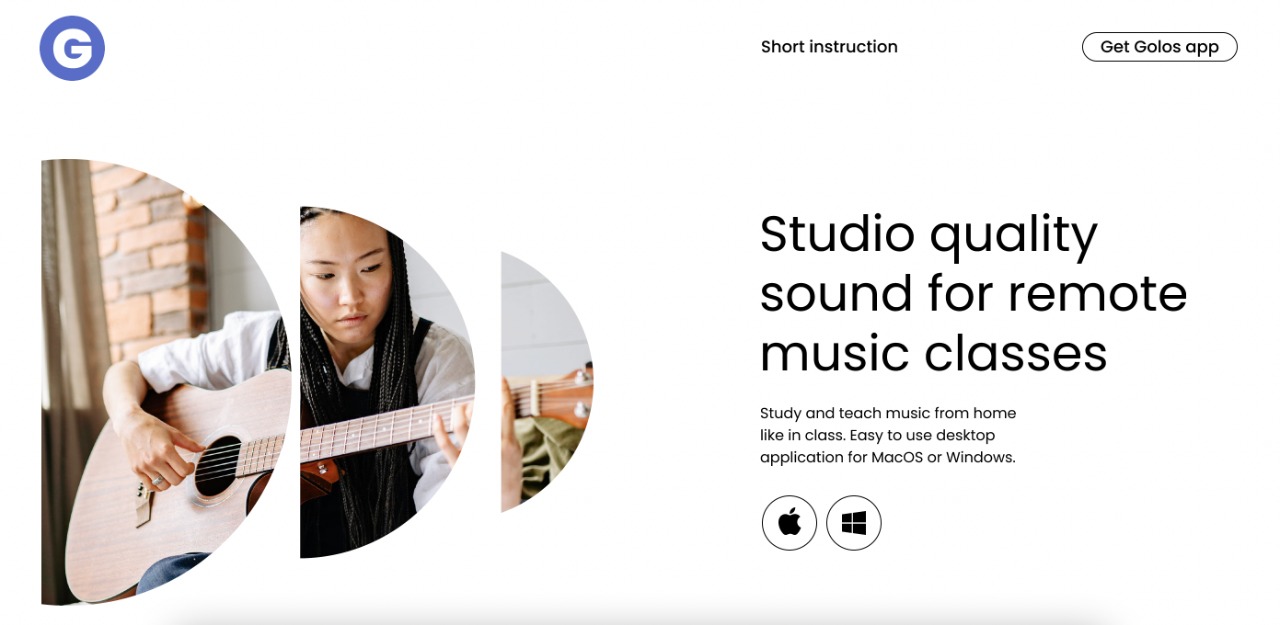 G
Short instruction
Get Golos app
Studio quality
sound for remote
music classes
Study and teach music from home
like in class. Easy to use desktop
application for MacOS or Windows.